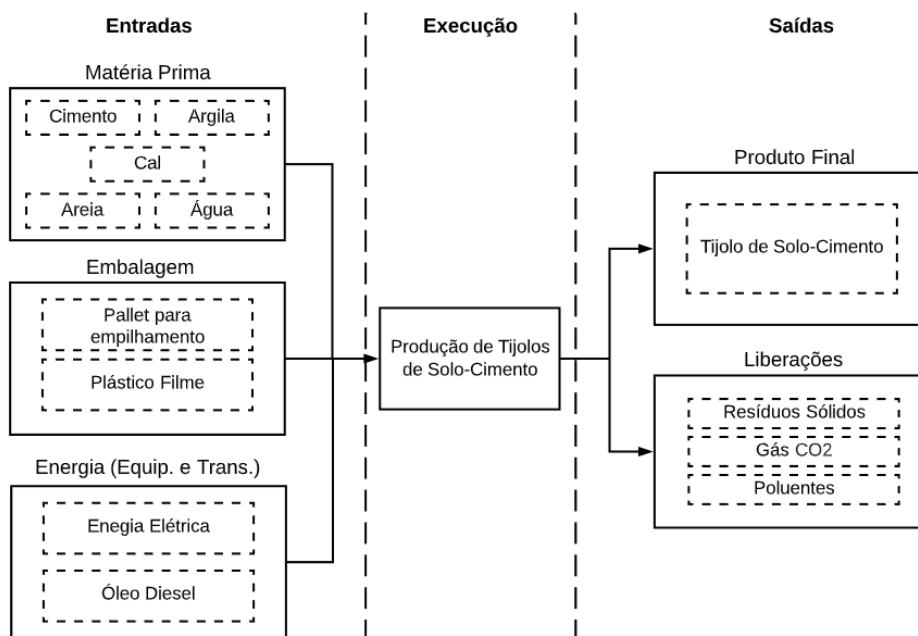 Entradas
Execução
Saídas
Matéria Prima
Cimento
Argila
Cal
Areia
Água
Embalagem
Pallet para
empilhamento
Plástico Filme
Energia (Equip. e Trans.)
Enegia Elétrica
Óleo Diesel
Produção de Tijolos
de Solo-Cimento
Produto Final
Tijolo de Solo-Cimento
Liberações
Resíduos Sólidos
Gás CO2
Poluentes